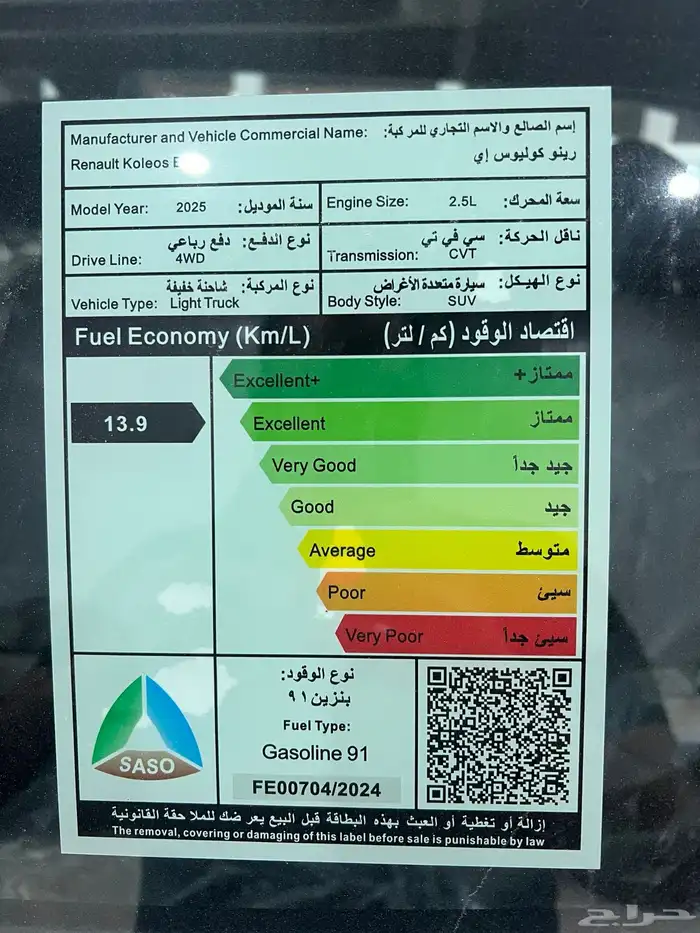 Manufacturer and Vehicle Commercial Name: إسم الصانع والاسم التجاري للمركبة:
Renault Koleos E رينو كوليوس إي
Model Year: 2025 سنة الموديل:
Engine Size: 2.5L سعة المحرك:
نوع الدفع: دفع رباعي
Drive Line: 4WD
ناقل الحركة: سي في تي
Transmission: CVT
نوع المركبة: شاحنة خفيفة
Vehicle Type: Light Truck
نوع الهيكل: سيارة متعدة الأغراض
Body Style: SUV
Fuel Economy (Km/L) اقتصاد الوقود (كم / لتر)
Excellent+ ممتاز+
13.9
Excellent ممتاز
Very Good جيد جداً
Good جيد
Average متوسط
Poor سيئ
Very Poor سيئ جداً
SASO
نوع الوقود:
بنزين ٩١
Fuel Type:
Gasoline 91
FE00704/2024
إزالة أو تغطية أو العبث بهذه البطاقة قبل البيع يعر ضك للملا حقة القانونية
The removal, covering or damaging of this label before sale is punishable by law
حراج